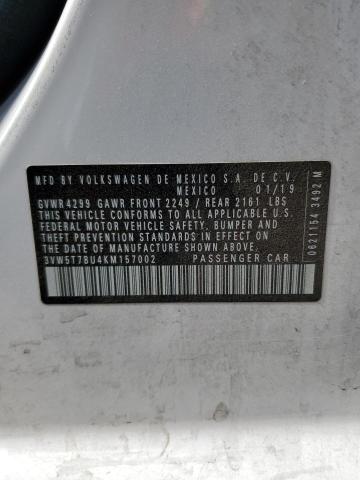 MFD BY VOLKSWAGEN DE MEXICO S.A. DE C.V.
MEXICO 01/19
GVWR4299 GAWR FRONT 2249 / REAR 2161 LBS
THIS VEHICLE CONFORMS TO ALL APPLICABLE U.S.
FEDERAL MOTOR VEHICLE SAFETY, BUMPER, AND
THEFT PREVENTION STANDARDS IN EFFECT ON THE
DATE OF MANUFACTURE SHOWN ABOVE.
3VW5T7BU4KM157002 PASSENGER CAR
0621154 3492 M